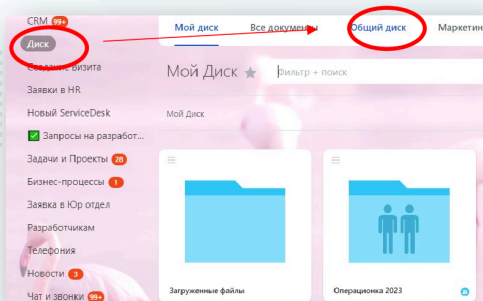 CRM 99+
Диск
Создание Визита
Заявки в HR
Новый ServiceDesk
Запросы на разработ...
Задачи и Проекты 28
Бизнес-процессы 1
Заявка в Юр отдел
Разработчикам
Телефония
Новости 3
Чат и звонки 99+
Мой диск Все документы Общий диск Маркетин
Мой Диск Фильтр + поиск
Мой Диск
Загруженные файлы Операционка 2023